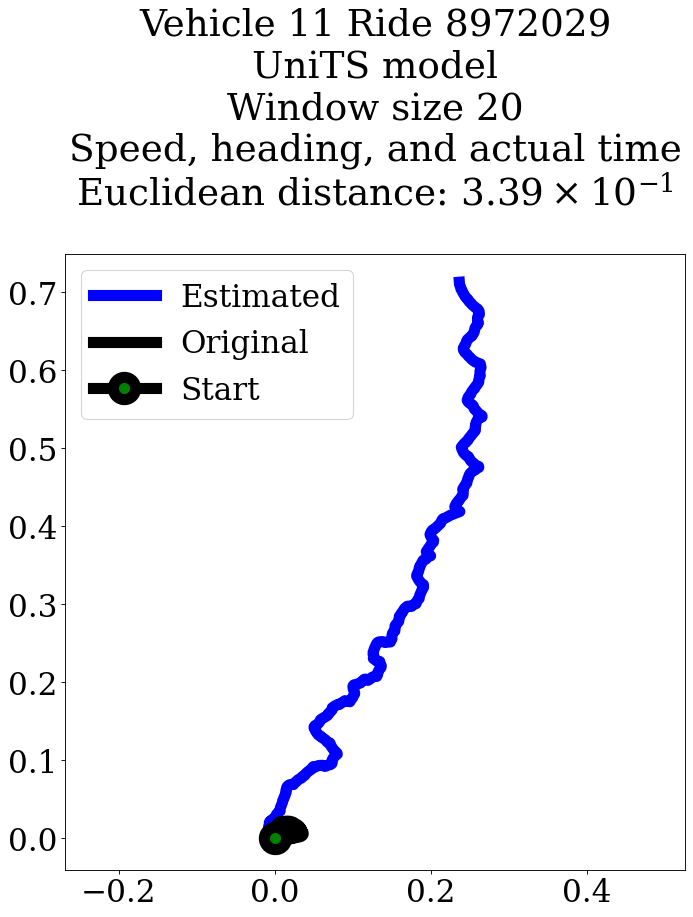 Vehicle 11 Ride 8972029
UniTS model
Window size 20
Speed, heading, and actual time
Euclidean distance: 3.39 × 10⁻¹
Estimated
Original
Start
0.7
0.6
0.5
0.4
0.3
0.2
0.1
0.0
−0.2 0.0 0.2 0.4